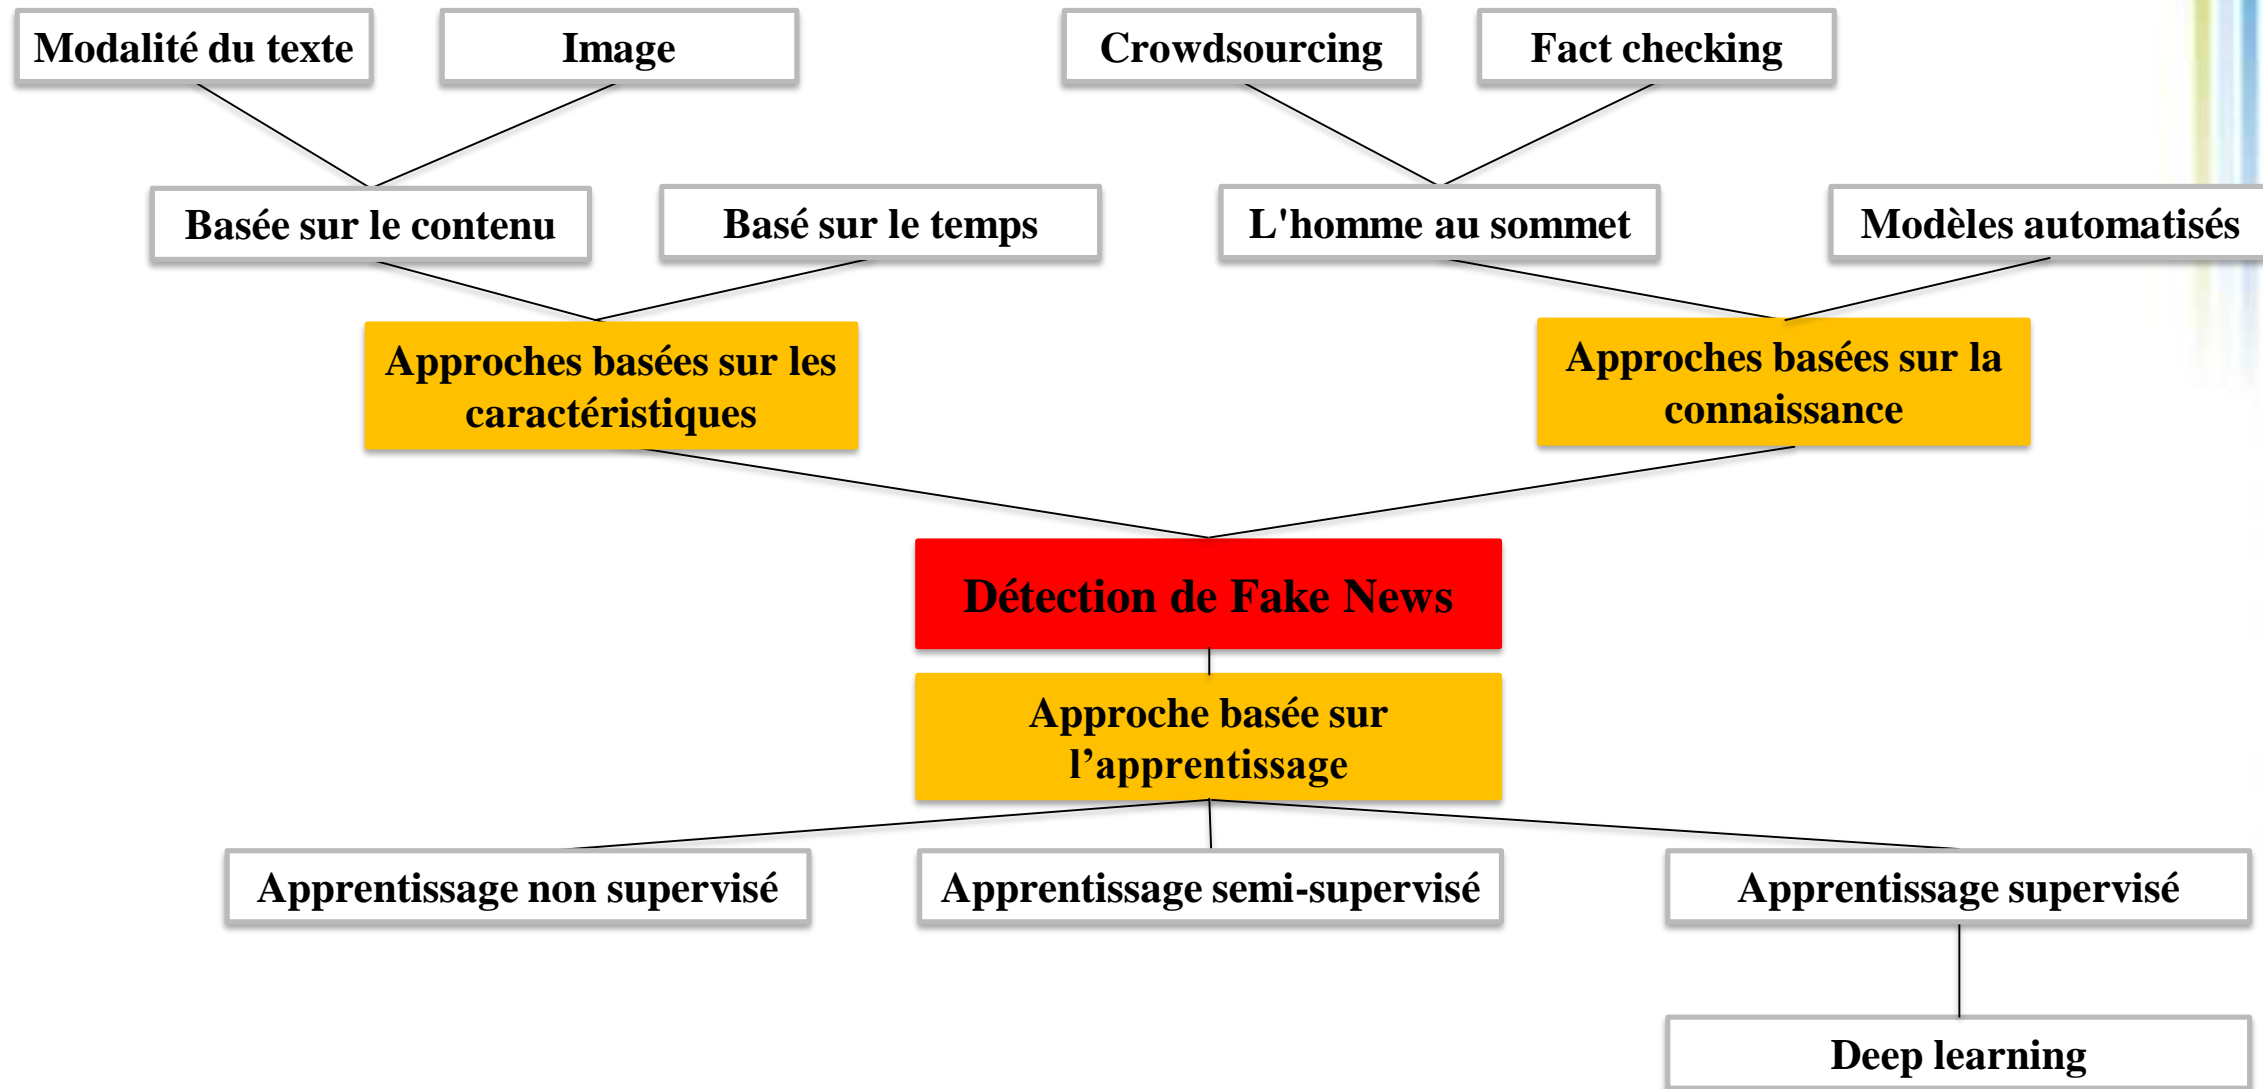 Modalité du texte
Image
Crowdsourcing
Fact checking
Basée sur le contenu
Basé sur le temps
L'homme au sommet
Modèles automatisés
Approches basées sur les
caractéristiques
Approches basées sur la
connaissance
Détection de Fake News
Approche basée sur
l’apprentissage
Apprentissage non supervisé
Apprentissage semi-supervisé
Apprentissage supervisé
Deep learning